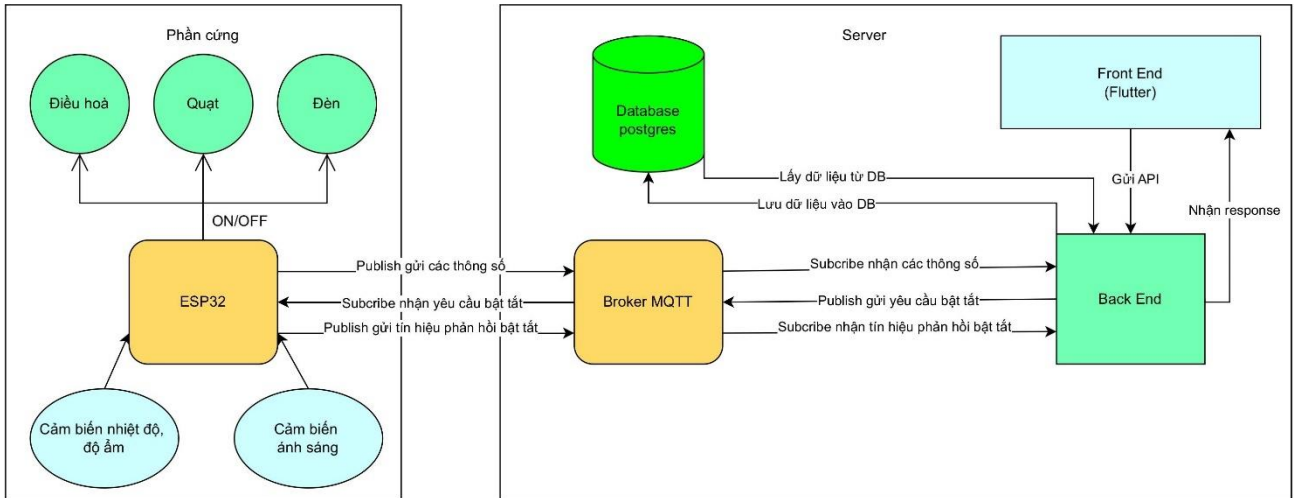 Phần cứng
Điều hoà
Quạt
Đèn
ON/OFF
ESP32
Cảm biến nhiệt độ,
độ ẩm
Cảm biến
ánh sáng
Publish gửi các thông số
Subcribe nhận yêu cầu bật tắt
Publish gửi tín hiệu phản hồi bật tắt
Server
Database
postgres
Front End
(Flutter)
Lấy dữ liệu từ DB
Lưu dữ liệu vào DB
Gửi API
Nhận response
Broker MQTT
Subcribe nhận các thông số
Publish gửi yêu cầu bật tắt
Subcribe nhận tín hiệu phản hồi bật tắt
Back End